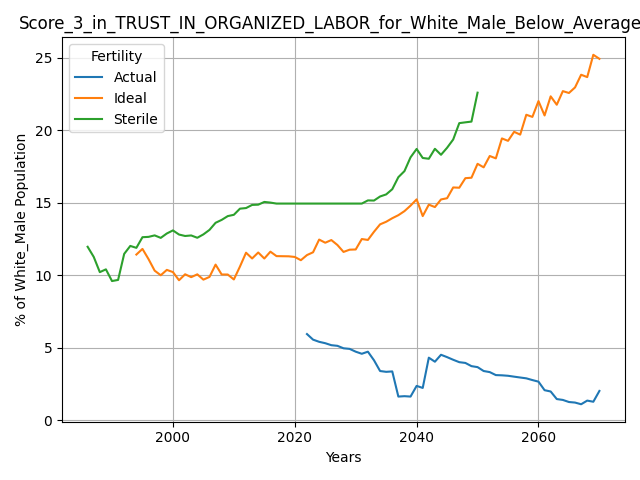 Score_3_in_TRUST_IN_ORGANIZED_LABOR_for_White_Male_Below_Average
Fertility
Actual
Ideal
Sterile
% of White_Male Population
25
20
15
10
5
0
2000 2020 2040 2060
Years